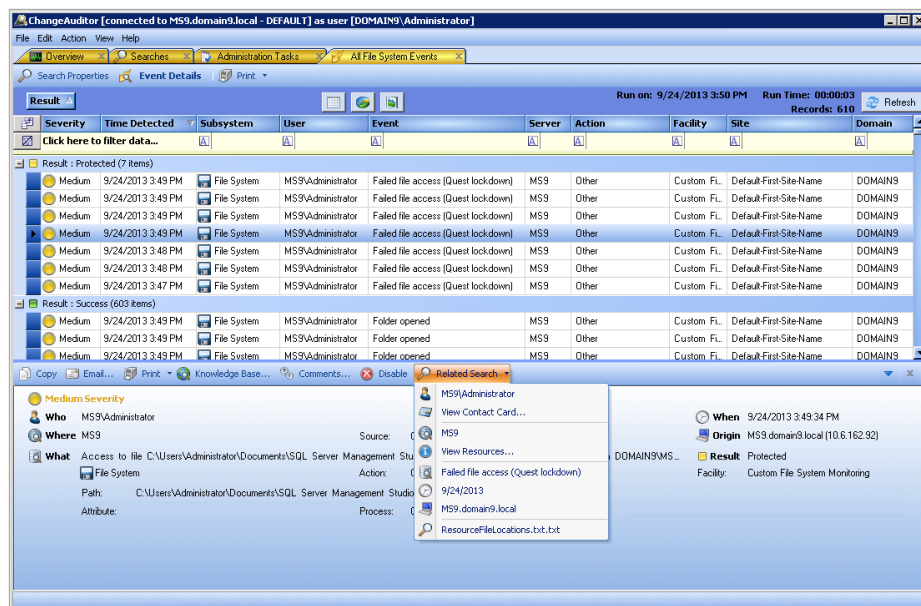 ChangeAuditor [connected to MS9.domain9.local - DEFAULT] as user [DOMAIN9\Administrator]
File Edit Action View Help
Overview Searches Administration Tasks All File System Events
Search Properties Event Details Print
Result Run on: 9/24/2013 3:50 PM Run Time: 00:00:03 Records: 610 Refresh
Severity Time Detected Subsystem User Event Server Action Facility Site Domain
Click here to filter data...
Result : Protected (7 items)
Medium 9/24/2013 3:49 PM File System MS9\Administrator Failed file access (Quest lockdown) MS9 Other Custom Fi... Default-First-Site-Name DOMAIN9
Medium 9/24/2013 3:49 PM File System MS9\Administrator Failed file access (Quest lockdown) MS9 Other Custom Fi... Default-First-Site-Name DOMAIN9
Medium 9/24/2013 3:49 PM File System MS9\Administrator Failed file access (Quest lockdown) MS9 Other Custom Fi... Default-First-Site-Name DOMAIN9
Medium 9/24/2013 3:49 PM File System MS9\Administrator Failed file access (Quest lockdown) MS9 Other Custom Fi... Default-First-Site-Name DOMAIN9
Medium 9/24/2013 3:48 PM File System MS9\Administrator Failed file access (Quest lockdown) MS9 Other Custom Fi... Default-First-Site-Name DOMAIN9
Medium 9/24/2013 3:48 PM File System MS9\Administrator Failed file access (Quest lockdown) MS9 Other Custom Fi... Default-First-Site-Name DOMAIN9
Medium 9/24/2013 3:47 PM File System MS9\Administrator Failed file access (Quest lockdown) MS9 Other Custom Fi... Default-First-Site-Name DOMAIN9
Result : Success (603 items)
Medium 9/24/2013 3:49 PM File System MS9\Administrator Folder opened MS9 Other Custom Fi... Default-First-Site-Name DOMAIN9
Medium 9/24/2013 3:49 PM File System MS9\Administrator Folder opened MS9 Other Custom Fi... Default-First-Site-Name DOMAIN9
Medium 9/24/2013 3:49 PM File System MS9\Administrator Folder opened MS9 Other Custom Fi... Default-First-Site-Name DOMAIN9
Copy Email... Print Knowledge Base... Comments... Disable Related Search
Medium Severity
Who MS9\Administrator
Where MS9 Source:
What Access to file C:\Users\Administrator\Documents\SQL Server Management Stu
File System Action:
Path: C:\Users\Administrator\Documents\SQL Server Management Studio
Attribute: Process:
MS9\Administrator
View Contact Card...
MS9
View Resources...
Failed file access (Quest lockdown)
9/24/2013
MS9.domain9.local
ResourceFileLocations.txt.txt
When 9/24/2013 3:49:34 PM
Origin MS9.domain9.local (10.6.162.92)
DOMAIN9\MS... Result Protected
Facility: Custom File System Monitoring